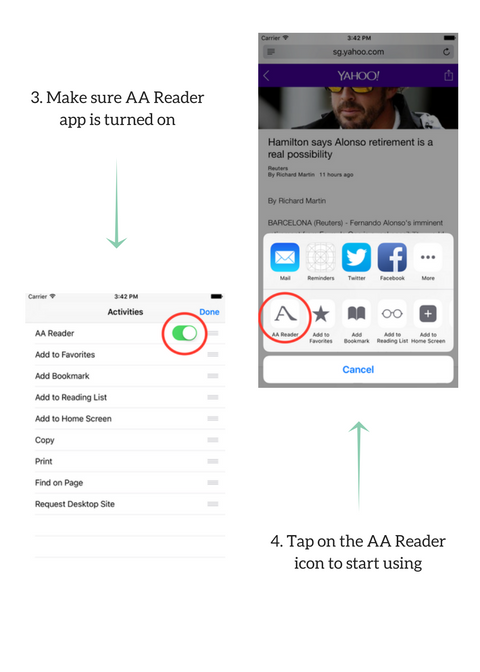 3. Make sure AA Reader
app is turned on
Carrier 3:42 PM
Activities Done
AA Reader
Add to Favorites
Add Bookmark
Add to Reading List
Add to Home Screen
Copy
Print
Find on Page
Request Desktop Site
Carrier 3:42 PM
sg.yahoo.com
YAHOO!
Hamilton says Alonso retirement is a
real possibility
Reuters
By Richard Martin 11 hours ago
By Richard Martin
BARCELONA (Reuters) - Fernando Alonso's imminent
Mail Reminders Twitter Facebook More
AA Reader Add to Favorites Add Bookmark Add to Reading List Add to Home Screen
Cancel
4. Tap on the AA Reader
icon to start using